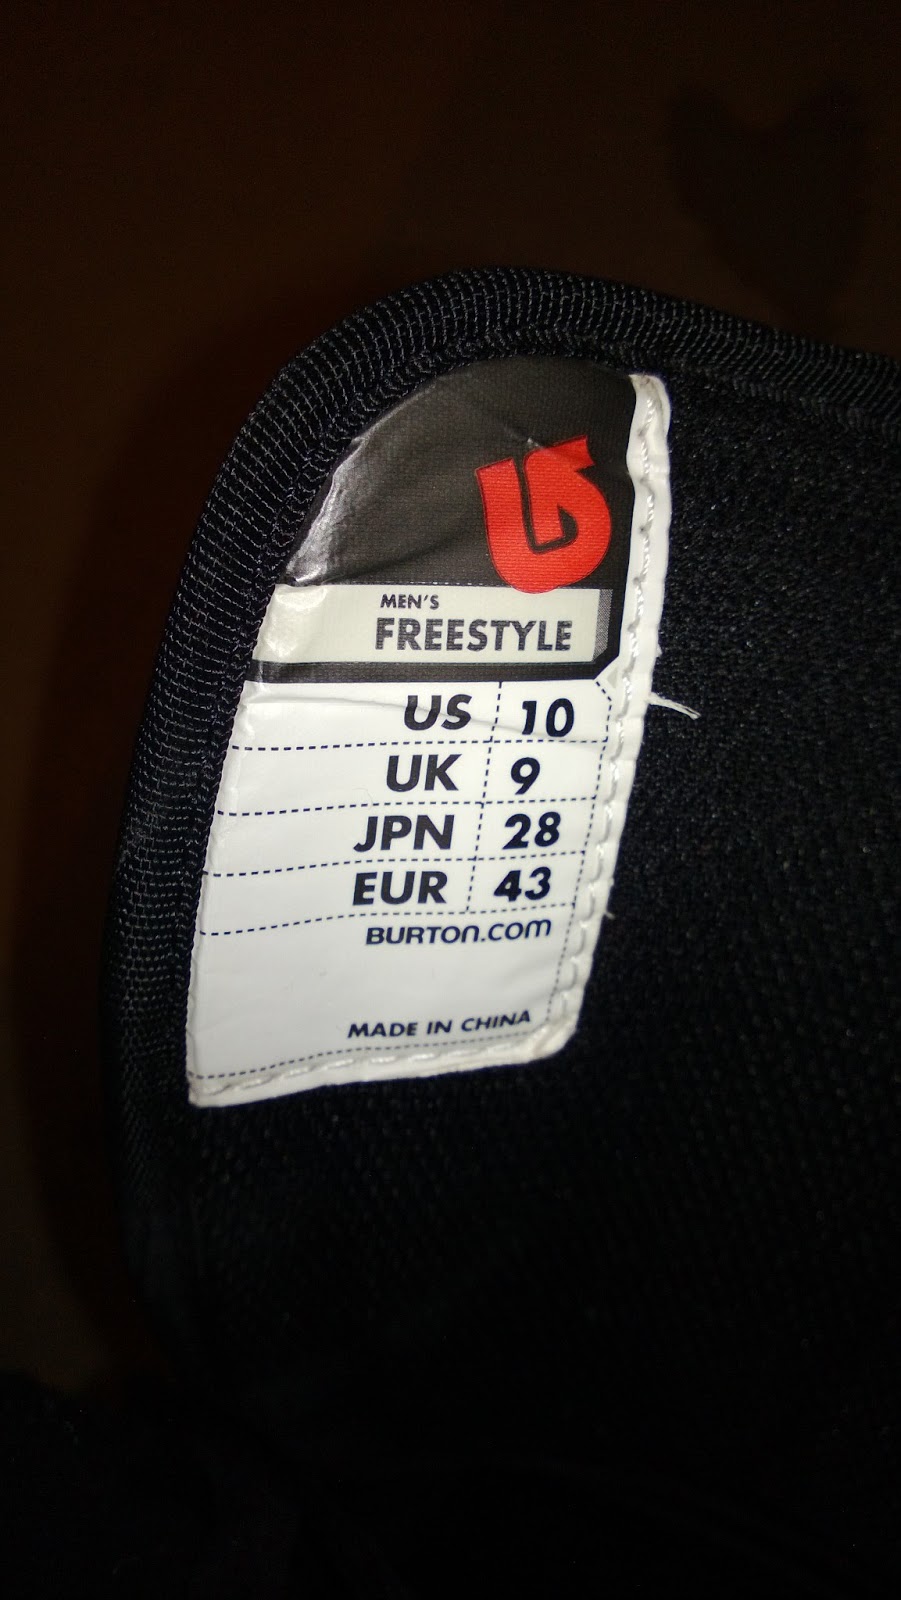 MEN'S
FREESTYLE
US 10
UK 9
JPN 28
EUR 43
BURTON.COM
MADE IN CHINA